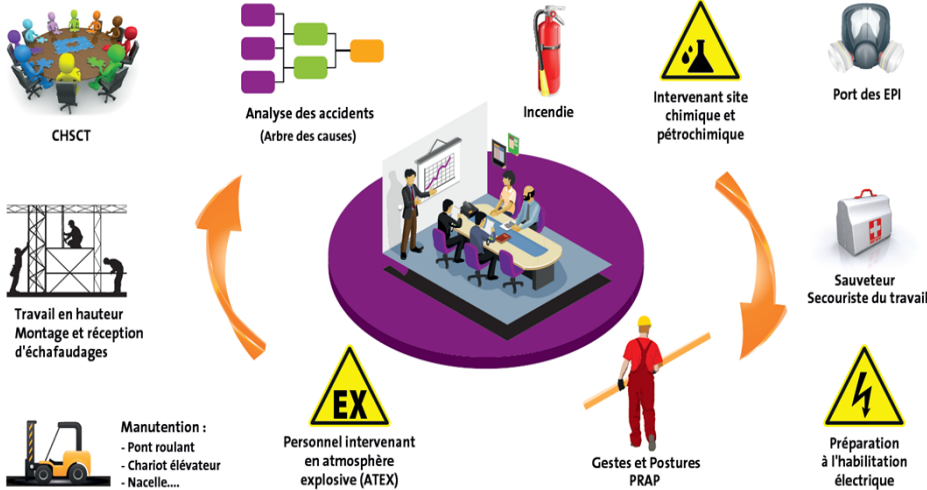 CHSCT
Analyse des accidents
(Arbre des causes)
Incendie
Intervenant site
chimique et
pétrochimique
Port des EPI
Sauveteur
Secouriste du travail
Travail en hauteur
Montage et réception
d'échafaudages
Manutention :
- Pont roulant
- Chariot élévateur
- Nacelle....
EX
Personnel intervenant
en atmosphère
explosive (ATEX)
Gestes et Postures
PRAP
Préparation
à l'habilitation
électrique